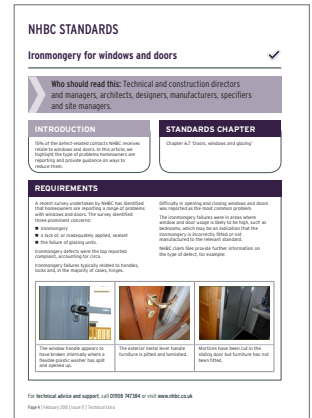 NHBC STANDARDS
Ironmongery for windows and doors
Who should read this: Technical and construction directors
and managers, architects, designers, manufacturers, specifiers
and site managers.
INTRODUCTION
15% of the defect-related contacts NHBC receives
relate to windows and doors. In this article, we
highlight the type of problems homeowners are
reporting and provide guidance on ways to
reduce them.
STANDARDS CHAPTER
Chapter 6.7 'Doors, windows and glazing'
REQUIREMENTS
A recent survey undertaken by NHBC has identified
that homeowners are reporting a range of problems
with windows and doors. The survey identified
three prominent concerns:
■ ironmongery
■ a lack of, or inadequately applied, sealant
■ the failure of glazing units.
Ironmongery defects were the top reported
complaint, accounting for circa
Ironmongery failures typically related to handles,
locks and, in the majority of cases, hinges.
Difficulty in opening and closing windows and doors
was reported as the most common problem.
The ironmongery failures were in areas where
window and door usage is likely to be high, such as
bedrooms, which may be an indication that the
ironmongery is incorrectly fitted or not
manufactured to the relevant standard.
NHBC claim files provide further information on
the type of defect, for example:
The window handle appears to
have broken internally where a
flexible plastic washer has split
and opened up.
The exterior metal lever handle
furniture is pitted and tarnished.
Mortices have been cut in the
sliding door but furniture has not
been fitted.
For technical advice and support, call 01908 747384 or visit www.nhbc.co.uk
Page 4 | February 2015 | Issue 17 | Technical Extra